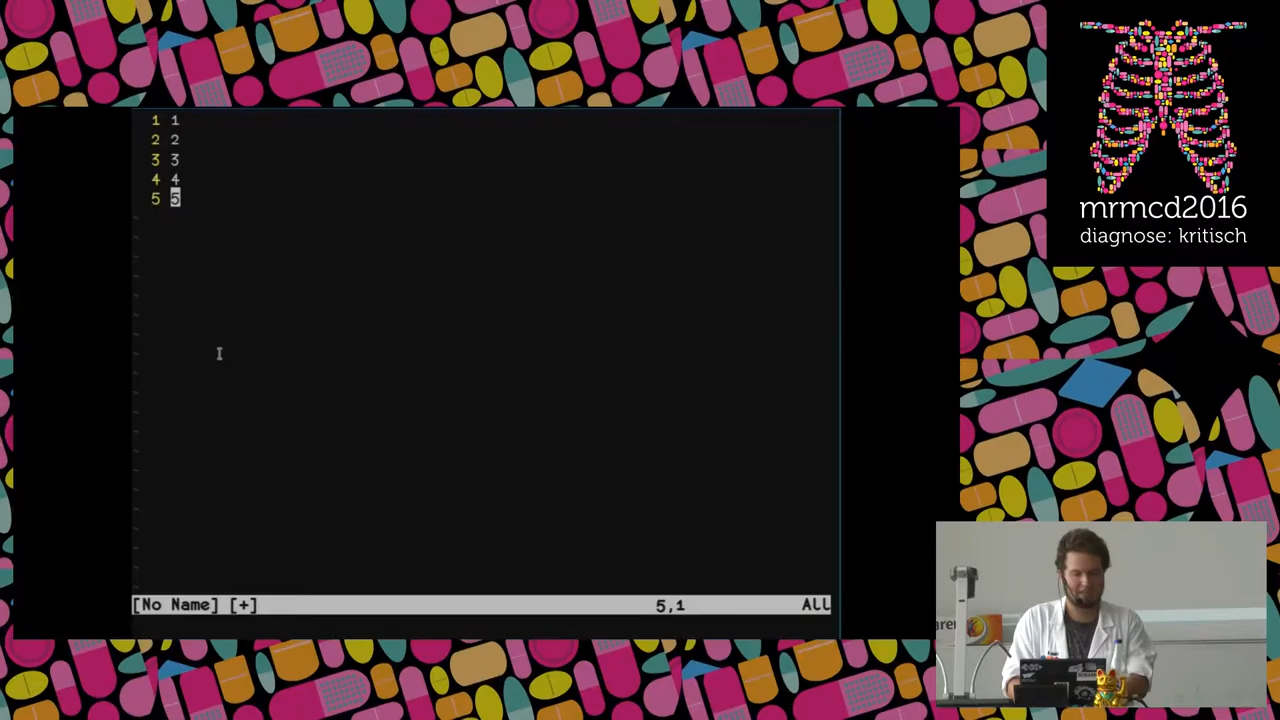 1 1
2 2
3 3
4 4
5 5
[No Name] [+] 5,1 All
mrmcd2016
diagnose: kritisch